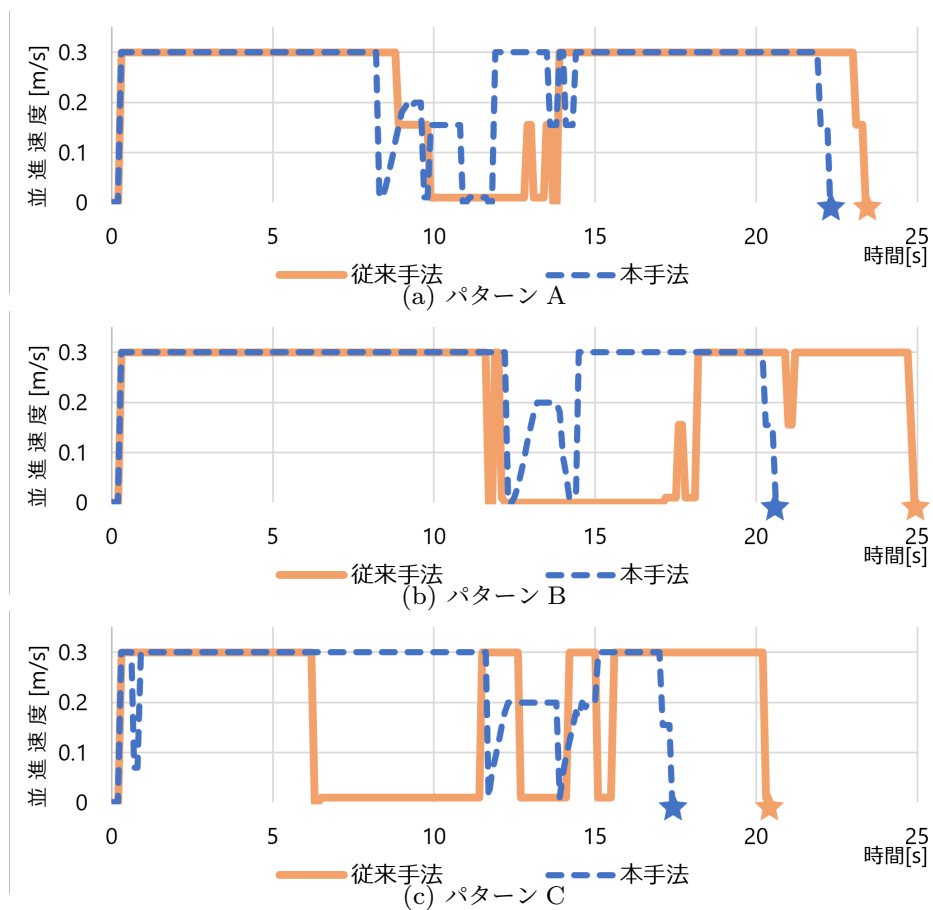 並進速度 [m/s]
0.3
0.2
0.1
0
0 5 10 15 20 25
時間[s]
従来手法 本手法
(a) パターン A
並進速度 [m/s]
0.3
0.2
0.1
0
0 5 10 15 20 25
時間[s]
従来手法 本手法
(b) パターン B
並進速度 [m/s]
0.3
0.2
0.1
0
0 5 10 15 20 25
時間[s]
従来手法 本手法
(c) パターン C